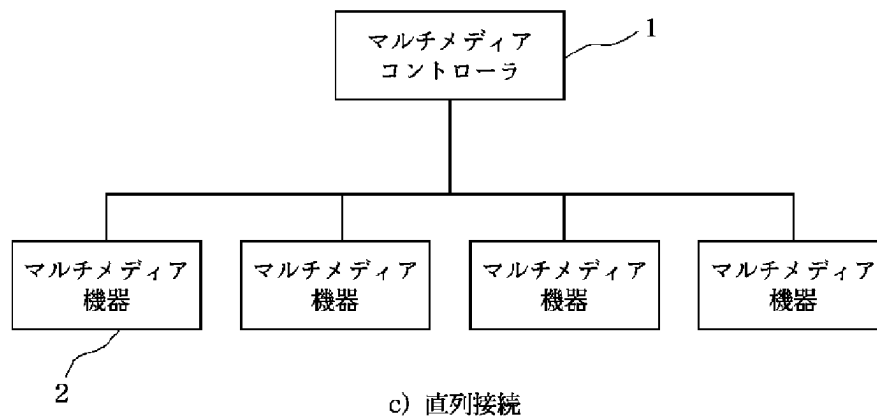 マルチメディア
コントローラ
1
マルチメディア
機器
マルチメディア
機器
マルチメディア
機器
マルチメディア
機器
2
c) 直列接続